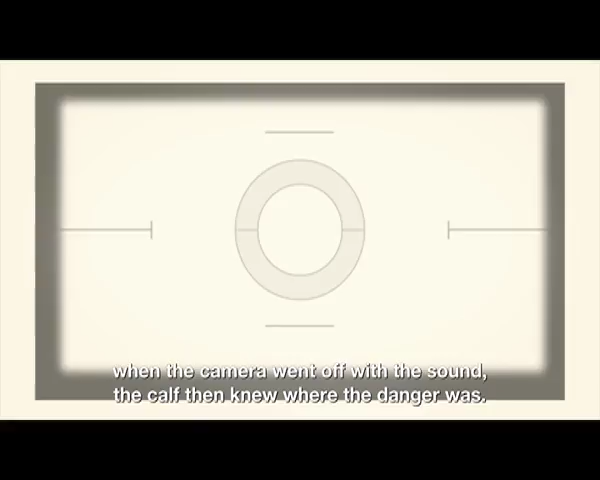 when the camera went off with the sound,
the calf then knew where the danger was.